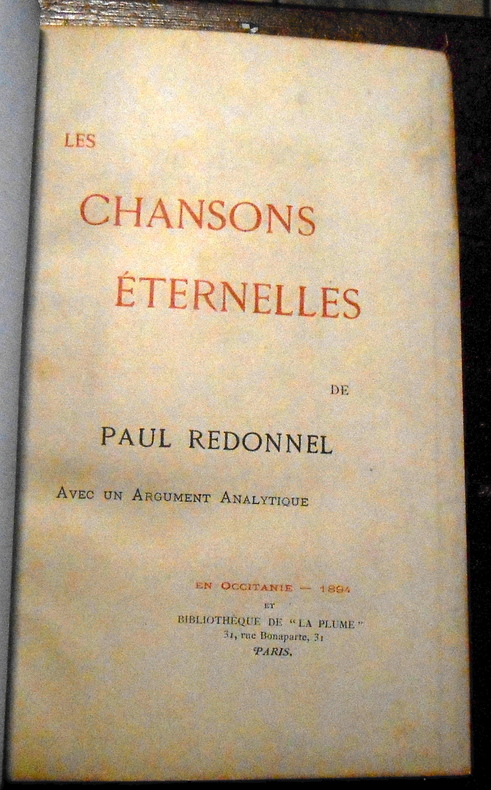 LES
CHANSONS
ÉTERNELLES
DE
PAUL REDONNEL
AVEC UN ARGUMENT ANALYTIQUE
EN OCCITANIE — 1894
ET
BIBLIOTHÈQUE DE "LA PLUME"
31, rue Bonaparte, 31
PARIS.